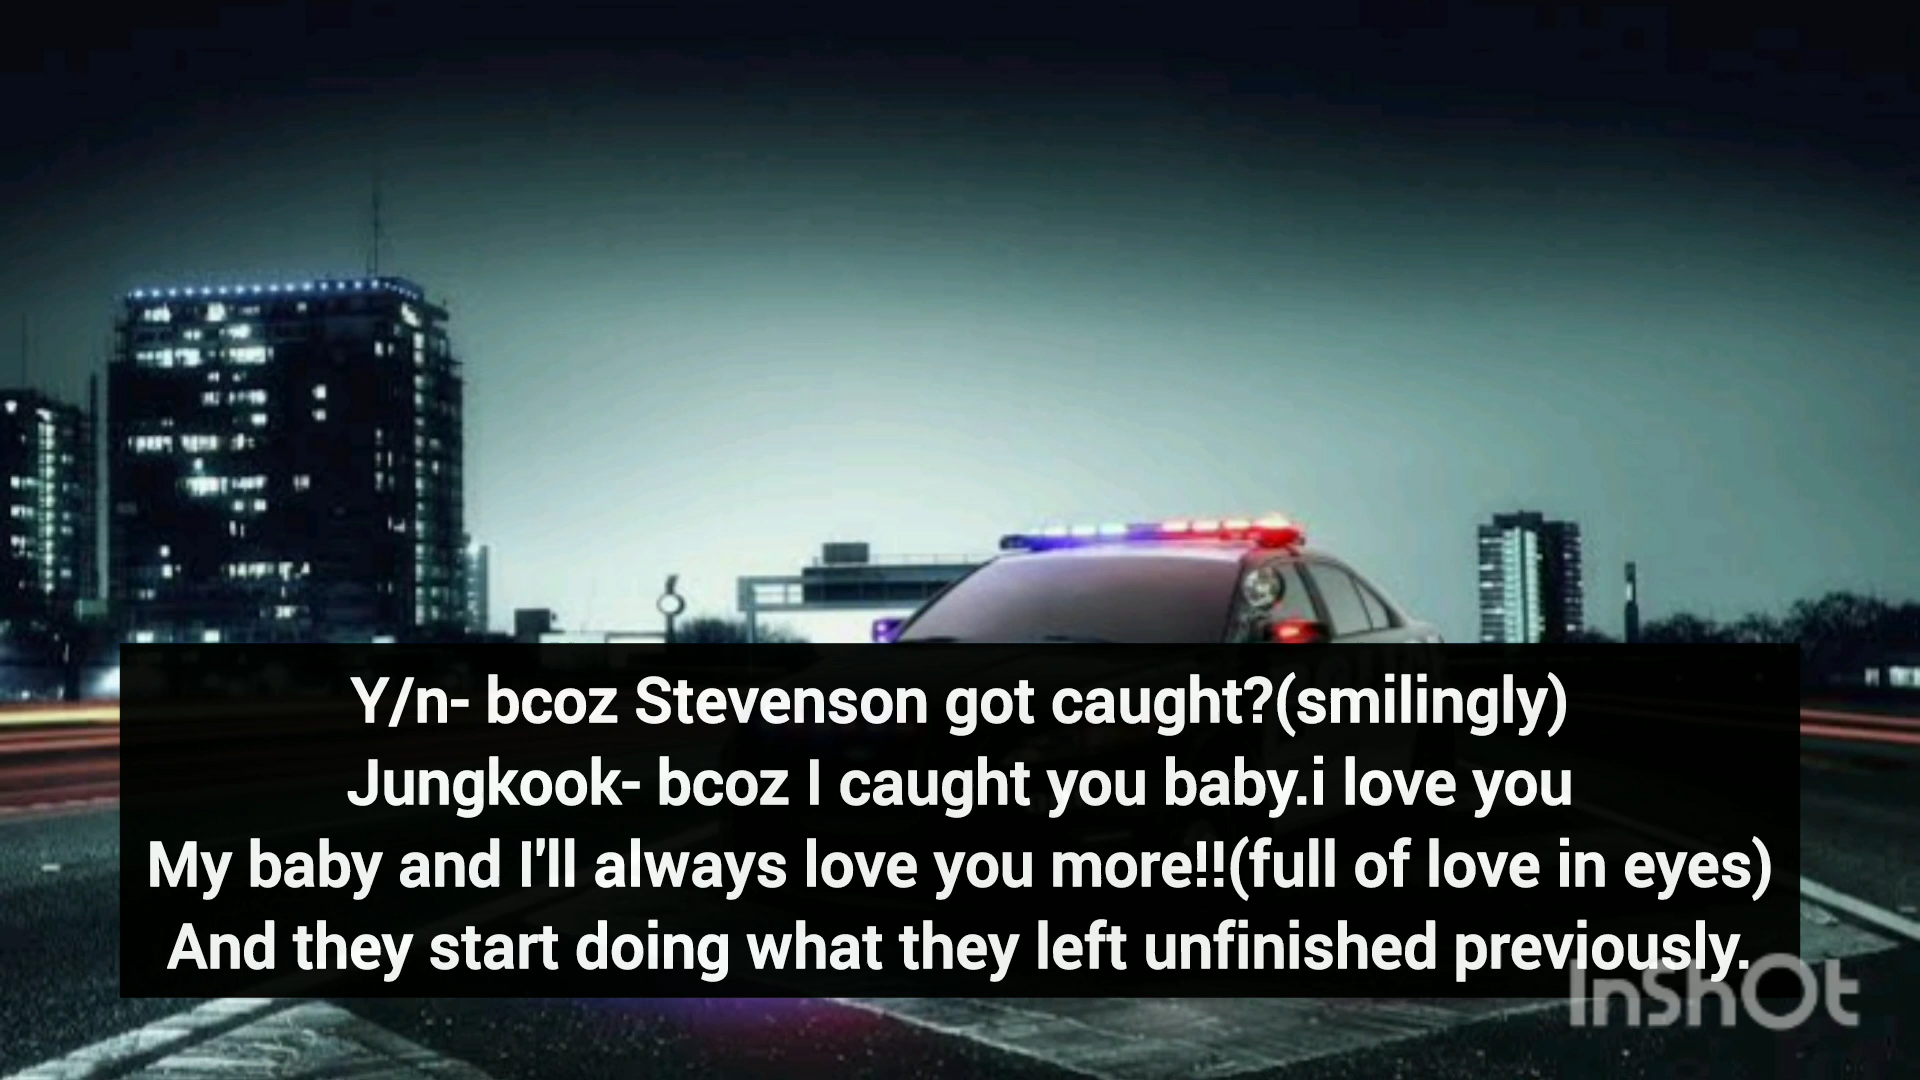 Y/n- bcoz Stevenson got caught?(smilingly)
Jungkook- bcoz I caught you baby.i love you
My baby and I'll always love you more!!(full of love in eyes)
And they start doing what they left unfinished previously.
InShOt